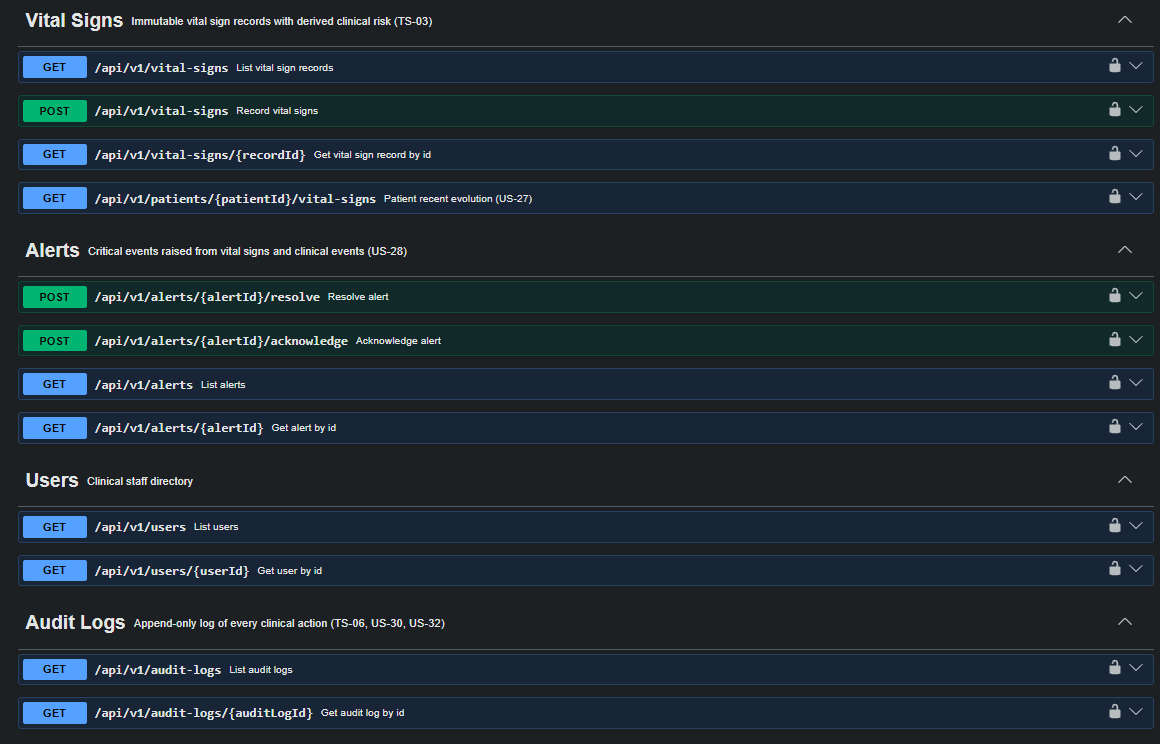 Vital Signs Immutable vital sign records with derived clinical risk (TS-03)
GET /api/v1/vital-signs List vital sign records
POST /api/v1/vital-signs Record vital signs
GET /api/v1/vital-signs/{recordId} Get vital sign record by id
GET /api/v1/patients/{patientId}/vital-signs Patient recent evolution (US-27)
Alerts Critical events raised from vital signs and clinical events (US-28)
POST /api/v1/alerts/{alertId}/resolve Resolve alert
POST /api/v1/alerts/{alertId}/acknowledge Acknowledge alert
GET /api/v1/alerts List alerts
GET /api/v1/alerts/{alertId} Get alert by id
Users Clinical staff directory
GET /api/v1/users List users
GET /api/v1/users/{userId} Get user by id
Audit Logs Append-only log of every clinical action (TS-06, US-30, US-32)
GET /api/v1/audit-logs List audit logs
GET /api/v1/audit-logs/{auditLogId} Get audit log by id